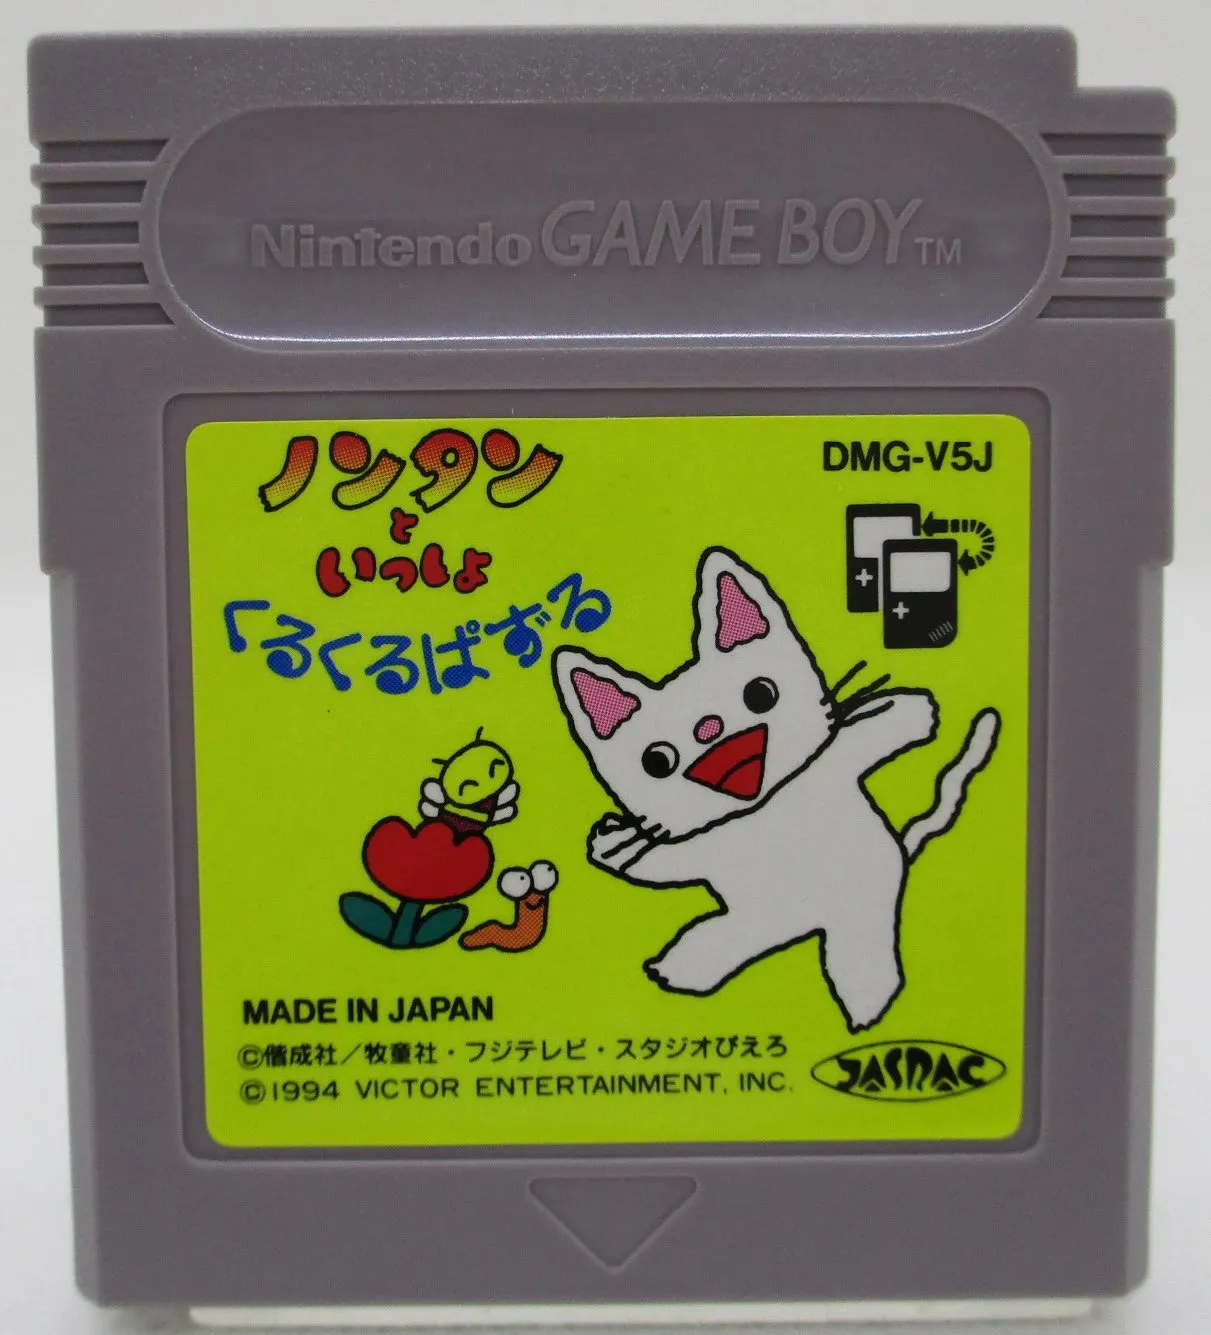 Nintendo GAME BOY TM
ノンタン
と
いっしょ
くるくるぱずる
DMG-V5J
MADE IN JAPAN
©偕成社／牧童社・フジテレビ・スタジオぴえろ
©1994 VICTOR ENTERTAINMENT, INC.
JASRAC